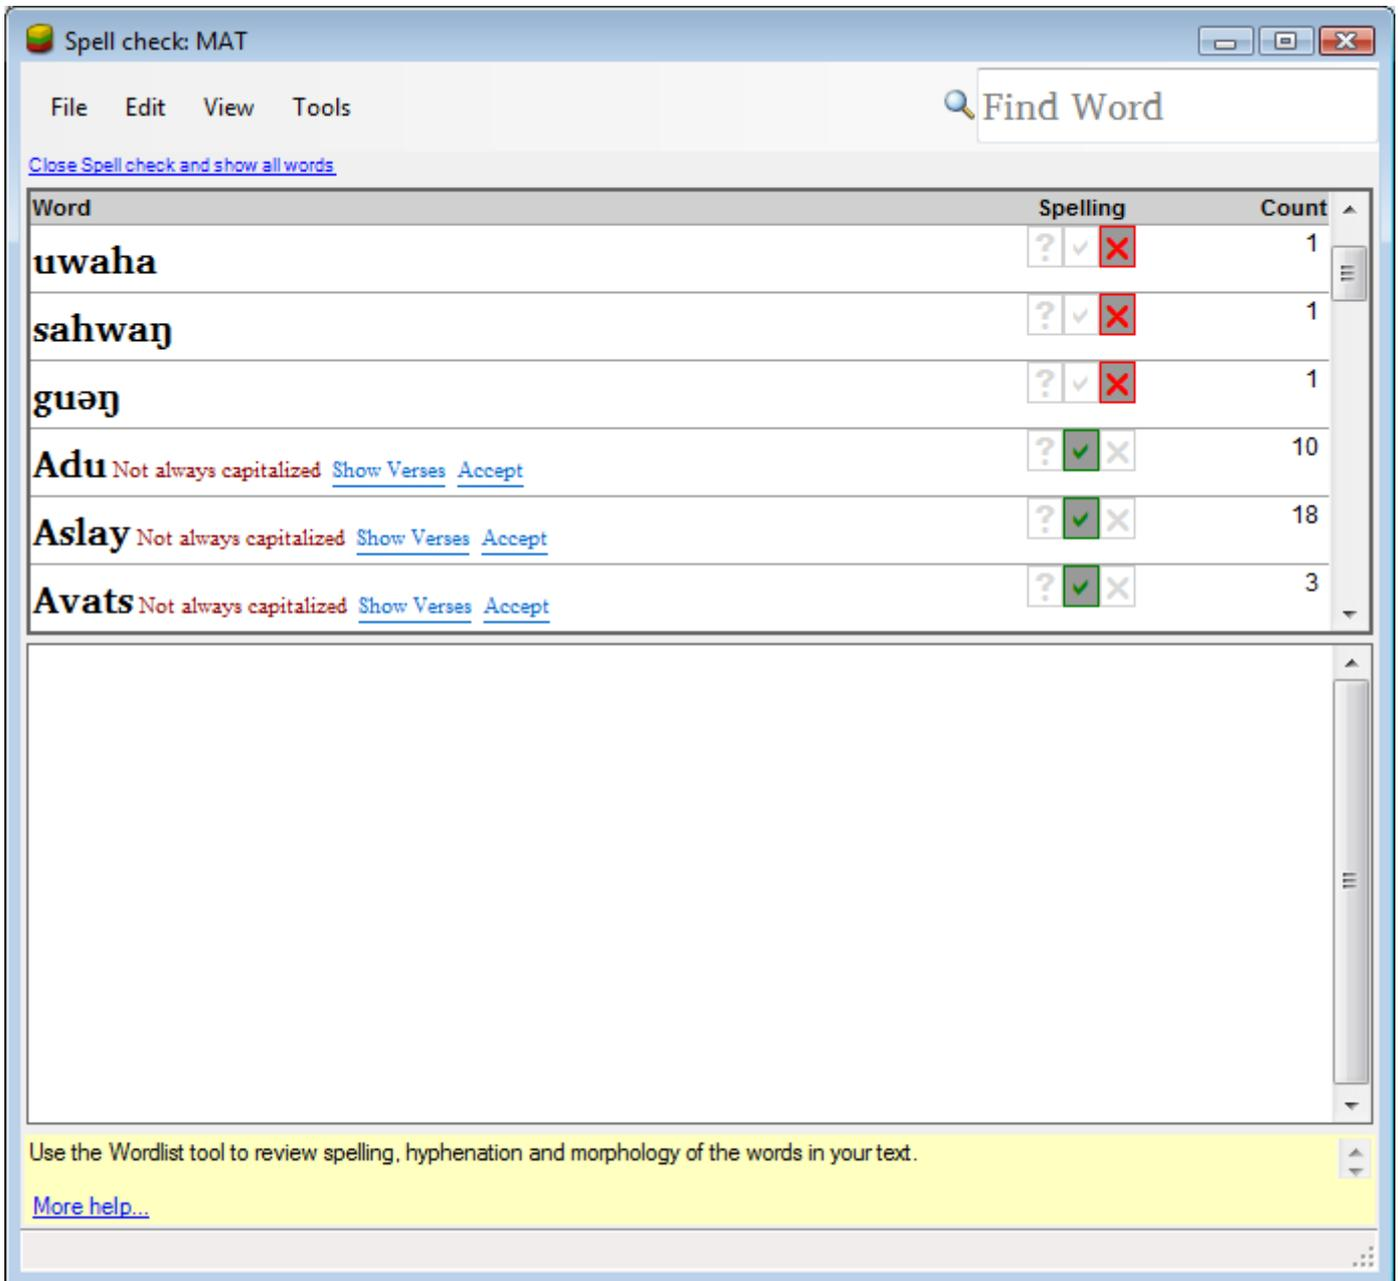 Spell check: MAT
File Edit View Tools Find Word
Close Spell check and show all words
Word Spelling Count
uwaha 1
sahwaŋ 1
guəŋ 1
Adu Not always capitalized Show Verses Accept 10
Aslay Not always capitalized Show Verses Accept 18
Avats Not always capitalized Show Verses Accept 3
Use the Wordlist tool to review spelling, hyphenation and morphology of the words in your text.
More help...